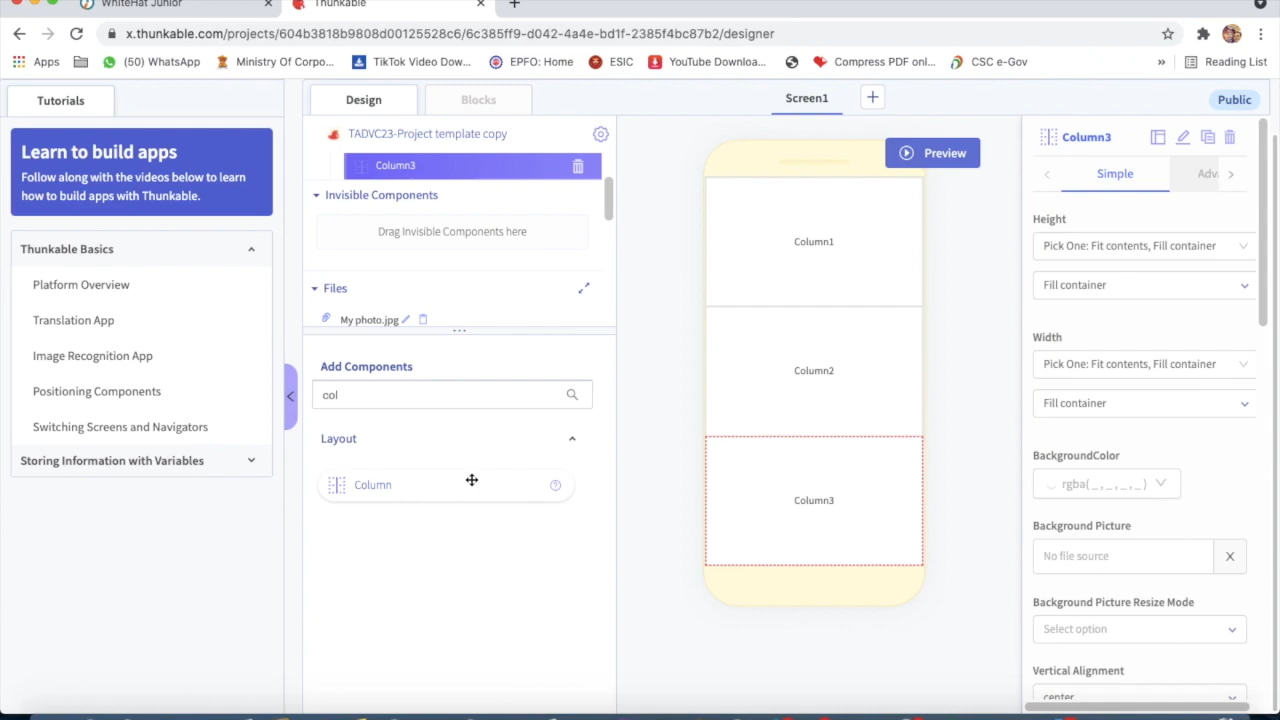 WhiteHat Junior
Thunkable
x.thunkable.com/projects/604b3818b9808d00125528c6/6c385ff9-d042-4a4e-bd1f-2385f4bc87b2/designer
Apps (50) WhatsApp Ministry Of Corpo... TikTok Video Dow... EPFO: Home ESIC YouTube Downloa... Compress PDF onl... CSC e-Gov » Reading List
Tutorials
Learn to build apps
Follow along with the videos below to learn
how to build apps with Thunkable.
Thunkable Basics
Platform Overview
Translation App
Image Recognition App
Positioning Components
Switching Screens and Navigators
Storing Information with Variables
Design
Blocks
TADVC23-Project template copy
Column3
Invisible Components
Drag Invisible Components here
Files
My photo.jpg
Add Components
col
Layout
Column
Screen1
Public
Preview
Column1
Column2
Column3
Column3
Simple
Adv
Height
Pick One: Fit contents, Fill container
Fill container
Width
Pick One: Fit contents, Fill container
Fill container
BackgroundColor
rgba(_,_,_,_)
Background Picture
No file source
X
Background Picture Resize Mode
Select option
Vertical Alignment
center